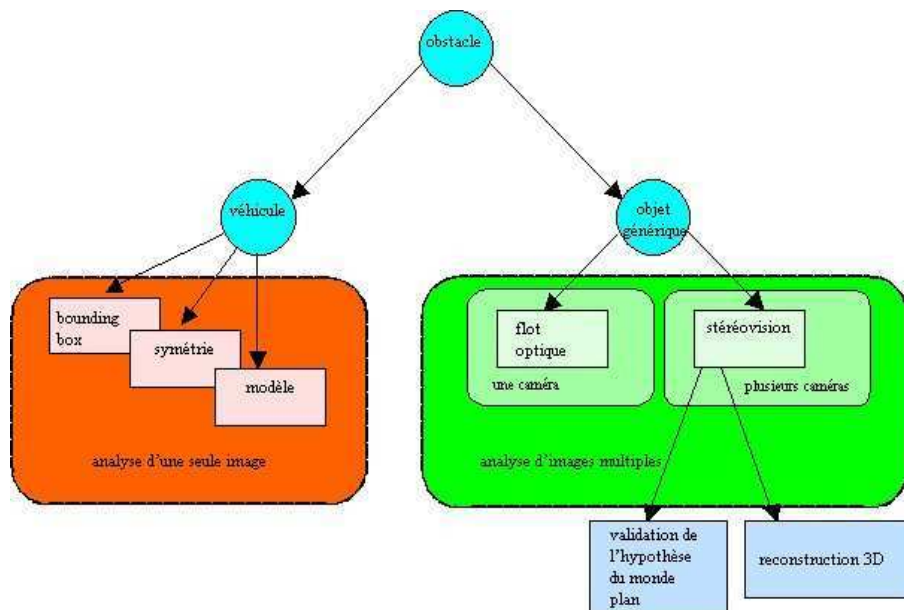 obstacle
véhicule
objet
générique
bounding
box
symétrie
modèle
analyse d'une seule image
flot
optique
une caméra
stéréovision
plusieurs caméras
analyse d'images multiples
validation de
l'hypothèse
du monde
plan
reconstruction 3D